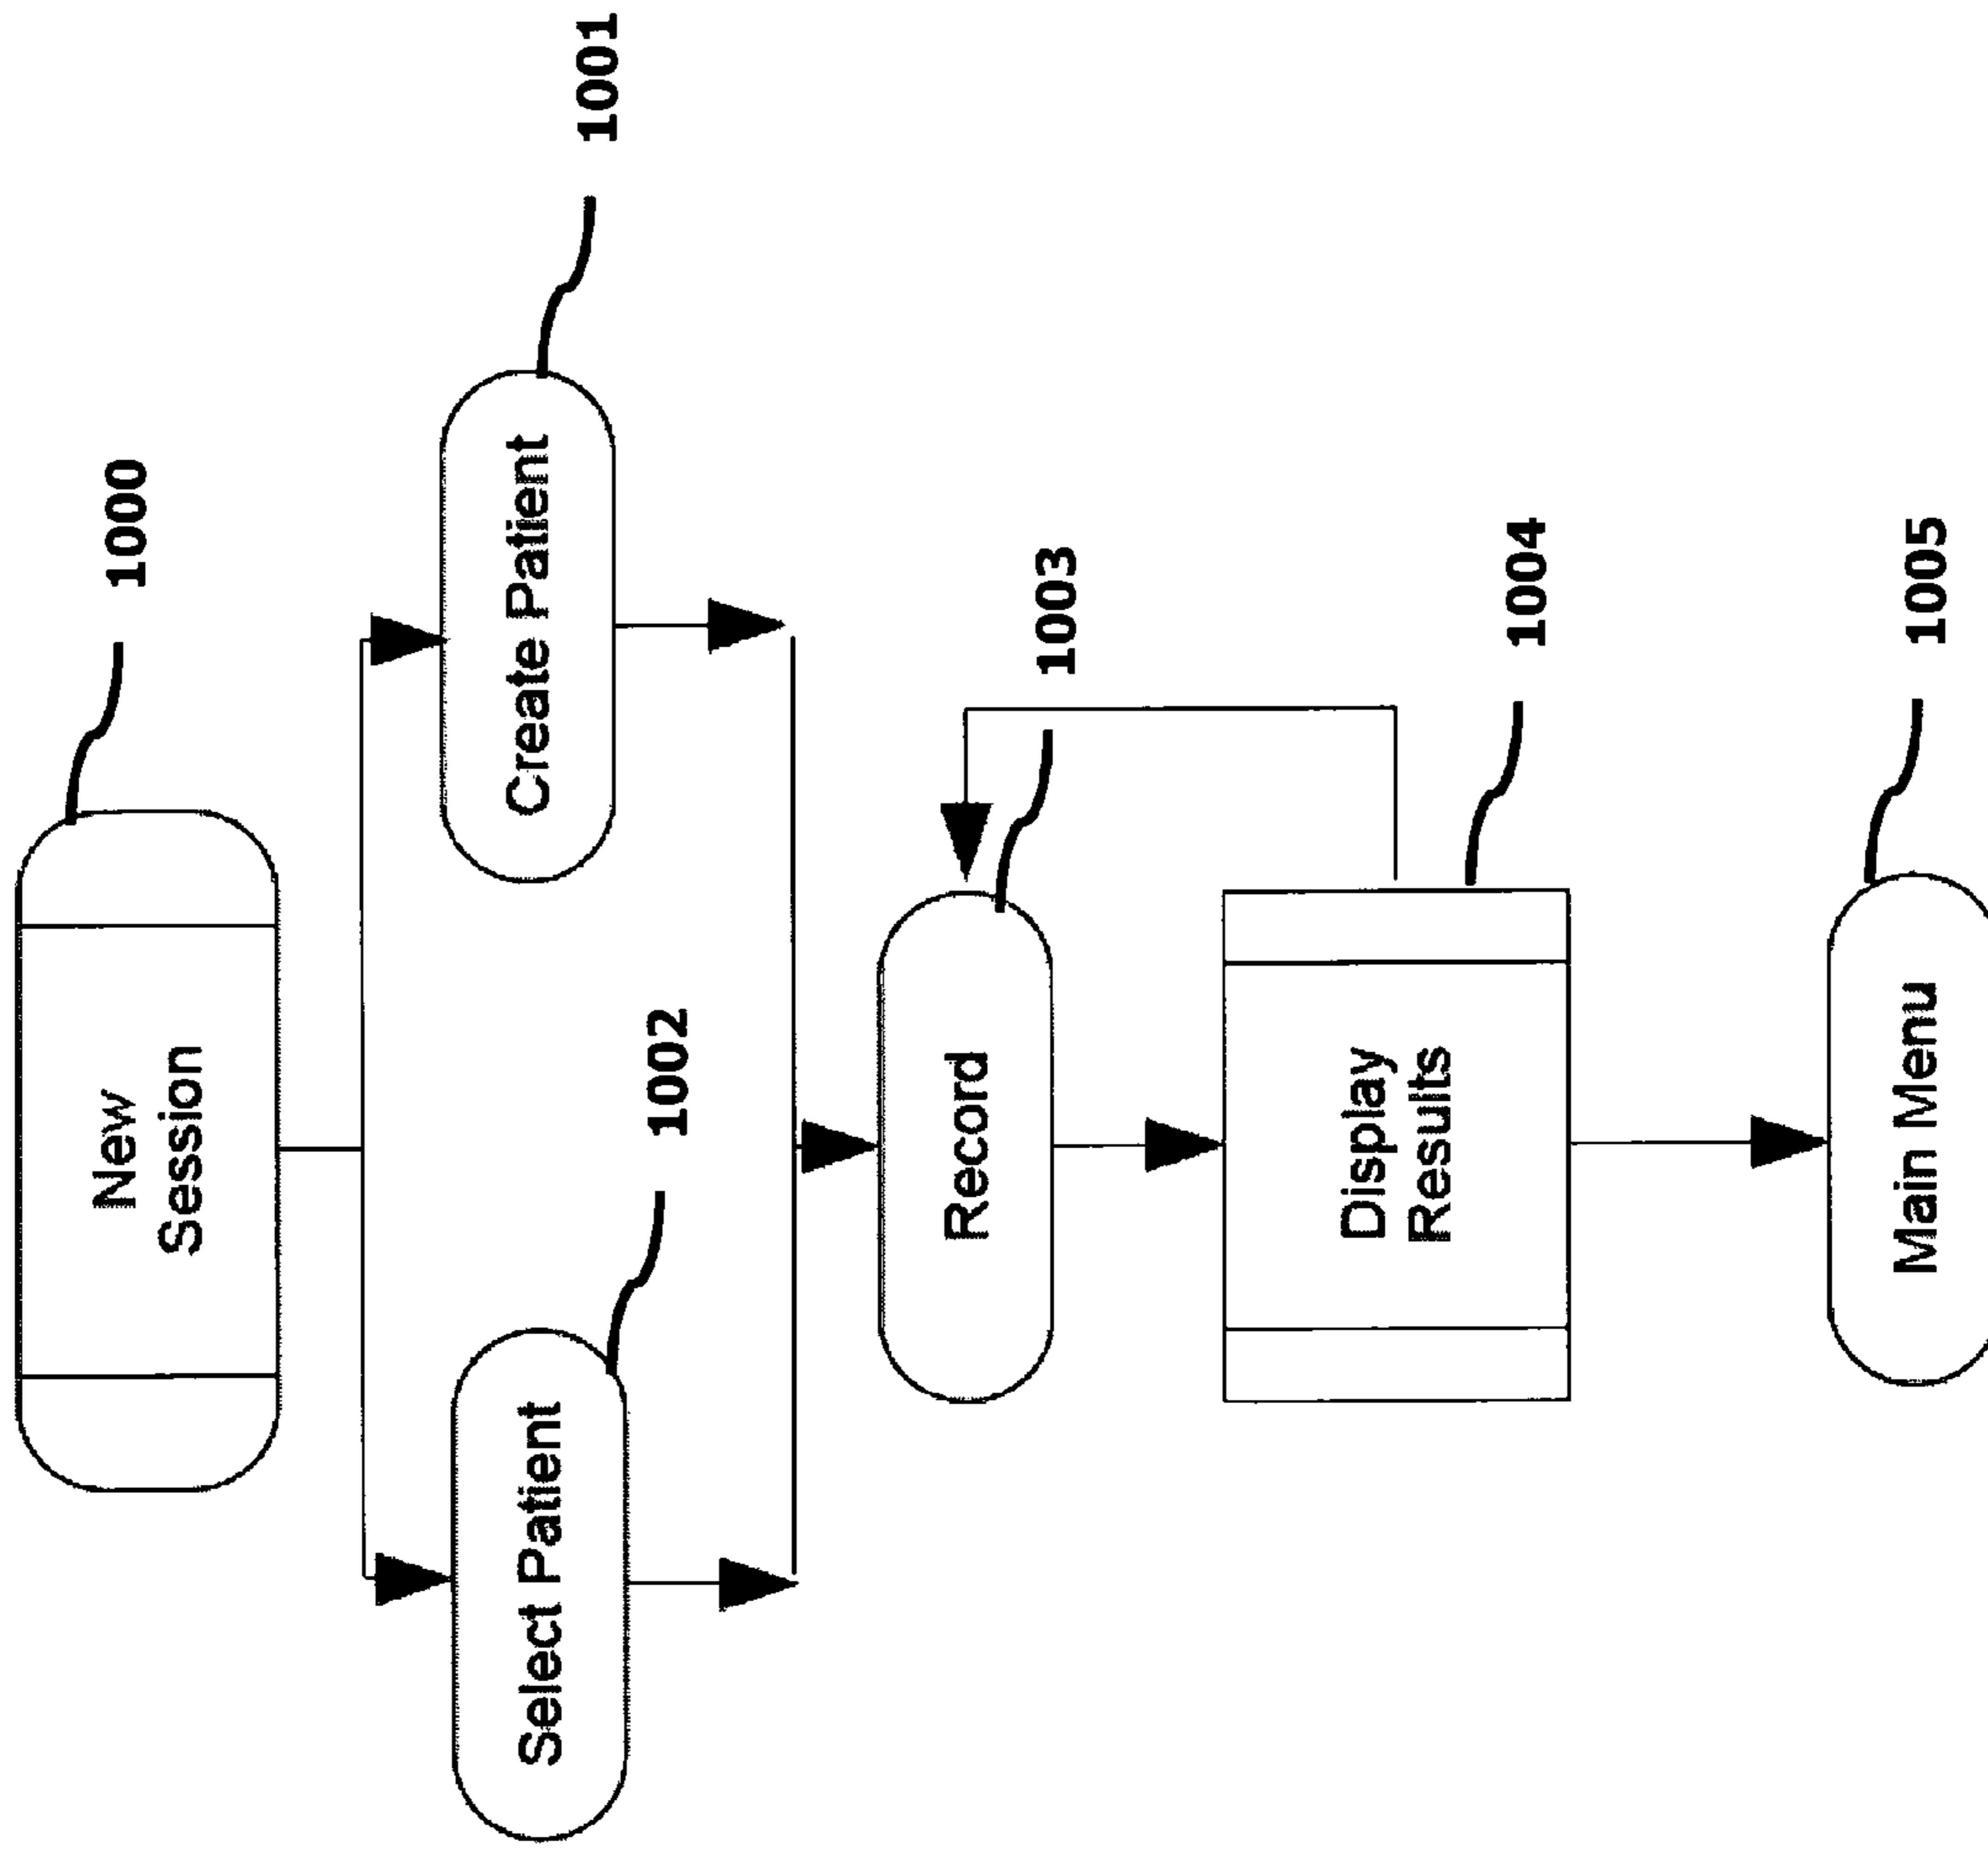 New
Session
1000
Select Patient
1002
Create Patient
1001
Record
1003
Display
Results
1004
Main Menu
1005